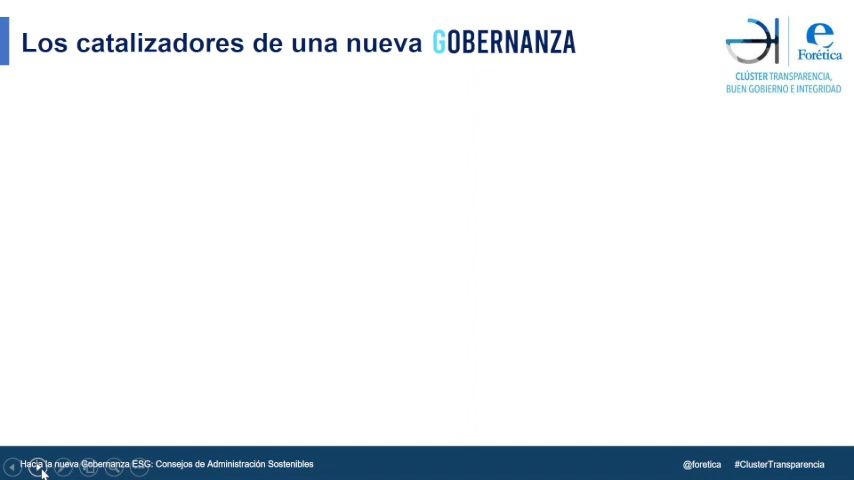 Los catalizadores de una nueva GOBERNANZA
Forética
CLÚSTER TRANSPARENCIA,
BUEN GOBIERNO E INTEGRIDAD
Hacia la nueva Gobernanza ESG: Consejos de Administración Sostenibles
@foretica #ClusterTransparencia